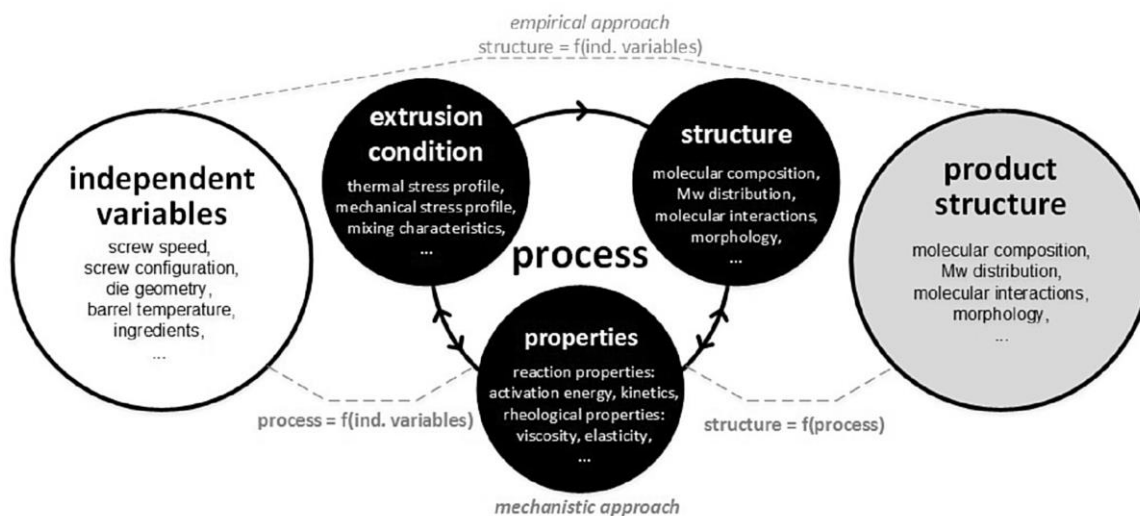 empirical approach
structure = f(ind. variables)
independent
variables
screw speed,
screw configuration,
die geometry,
barrel temperature,
ingredients,
...
extrusion
condition
thermal stress profile,
mechanical stress profile,
mixing characteristics,
...
process
structure
molecular composition,
Mw distribution,
molecular interactions,
morphology,
...
properties
reaction properties:
activation energy, kinetics,
rheological properties:
viscosity, elasticity,
...
product
structure
molecular composition,
Mw distribution,
molecular interactions,
morphology,
...
process = f(ind. variables)
structure = f(process)
mechanistic approach